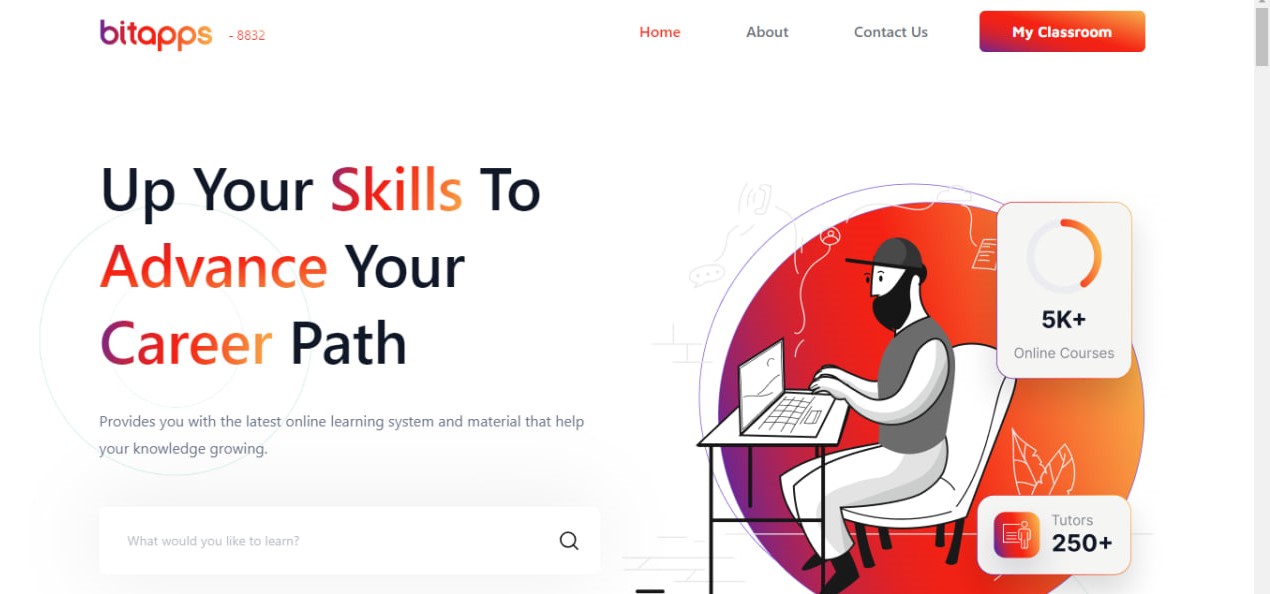 bitapps - 8832
Home About Contact Us My Classroom
Up Your Skills To
Advance Your
Career Path
Provides you with the latest online learning system and material that help
your knowledge growing.
What would you like to learn?
5K+
Online Courses
Tutors
250+